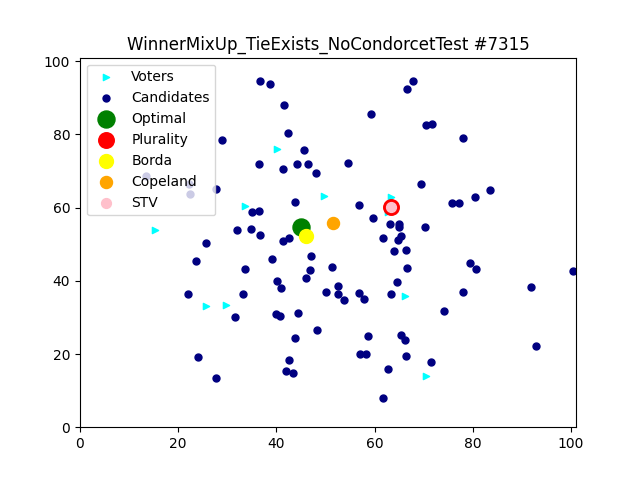 WinnerMixUp_TieExists_NoCondorcetTest #7315
100
80
60
40
20
0
0 20 40 60 80 100
Voters
Candidates
Optimal
Plurality
Borda
Copeland
STV